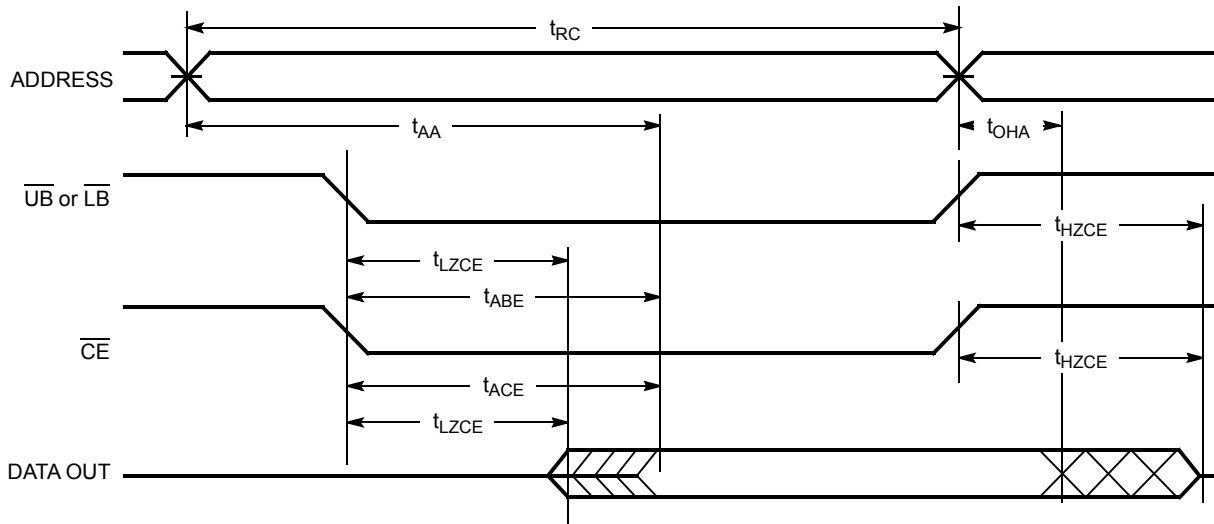 tRC
ADDRESS
tAA
tOHA
UB or LB
tHZCE
tLZCE
tABE
CE
tHZCE
tACE
tLZCE
DATA OUT